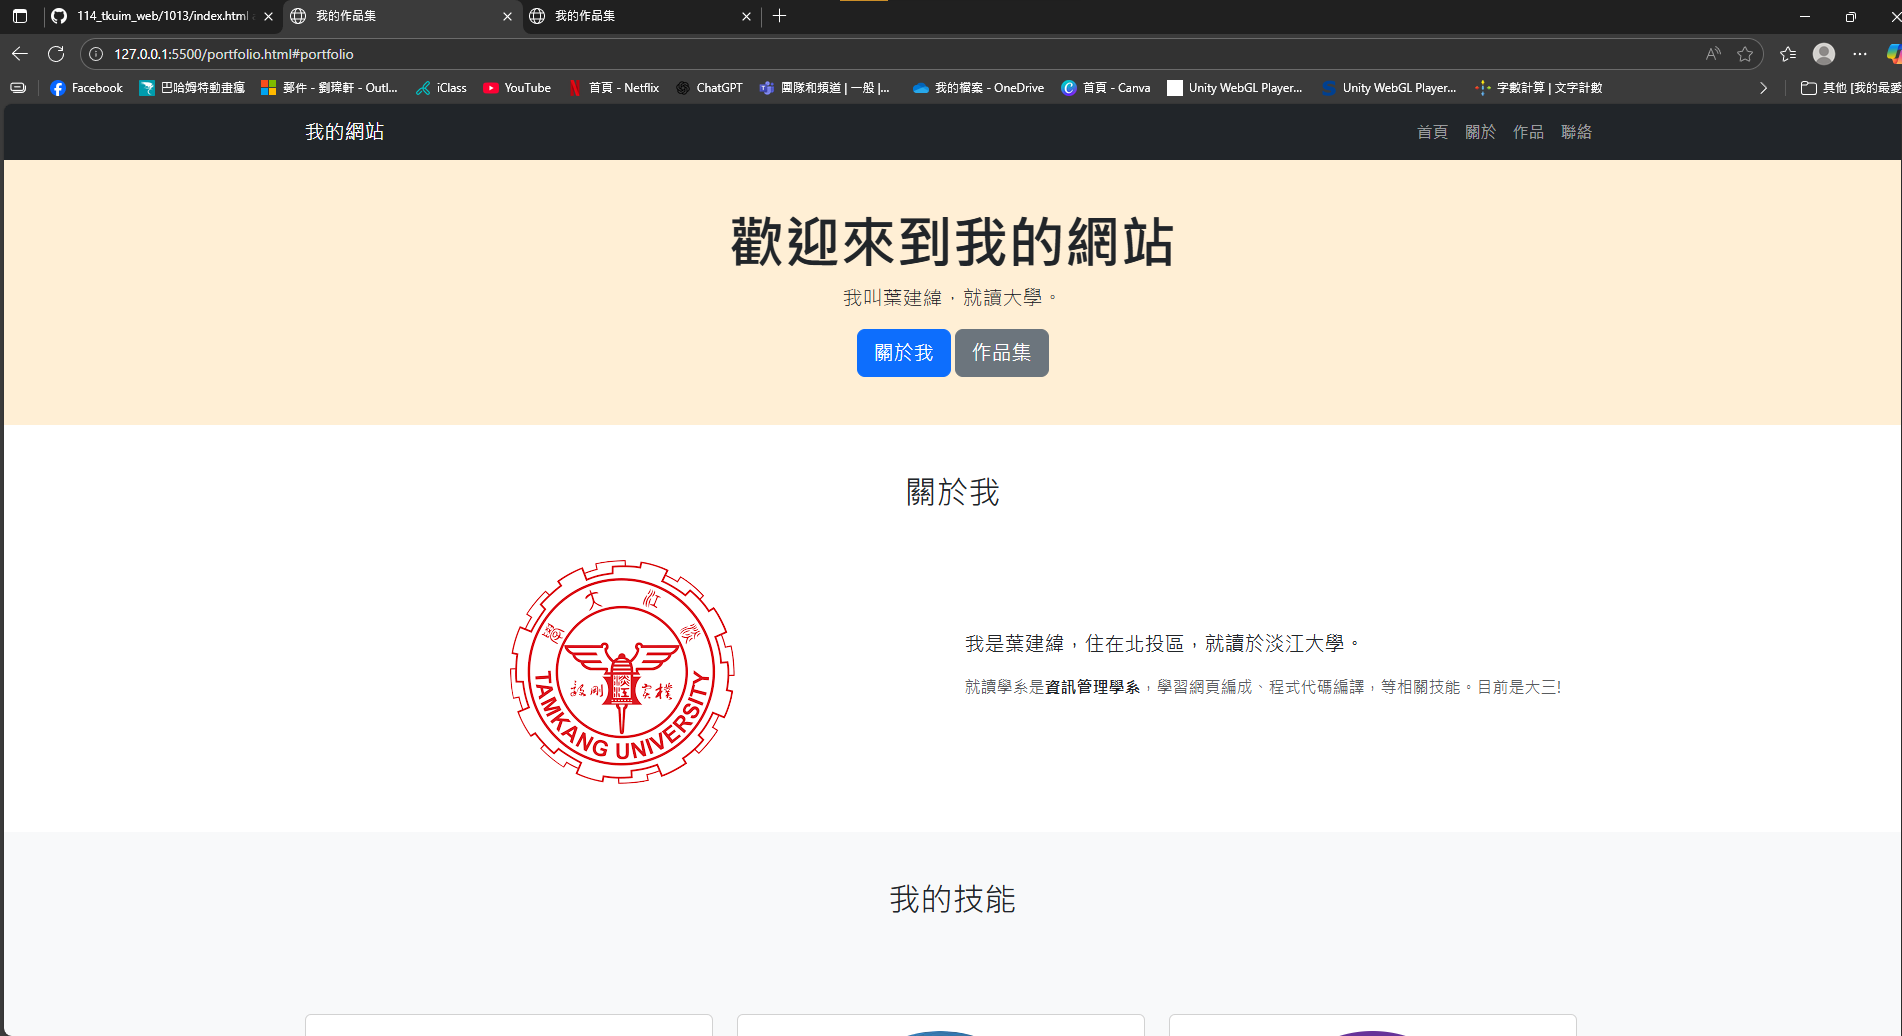 114_tkuim_web/1013/index.html
我的作品集
我的作品集
127.0.0.1:5500/portfolio.html#portfolio
Facebook
巴哈姆特動畫瘋
郵件 - 劉瑋軒 - Outl...
iClass
YouTube
首頁 - Netflix
ChatGPT
團隊和頻道 | 一般 |...
我的檔案 - OneDrive
首頁 - Canva
Unity WebGL Player...
Unity WebGL Player...
字數計算 | 文字計數
其他 [我的最愛
我的網站
首頁 關於 作品 聯絡
歡迎來到我的網站
我叫葉建緯，就讀大學。
關於我 作品集
關於我
TAMKANG UNIVERSITY
我是葉建緯，住在北投區，就讀於淡江大學。
就讀學系是資訊管理學系，學習網頁編成、程式代碼編譯，等相關技能。目前是大三!
我的技能